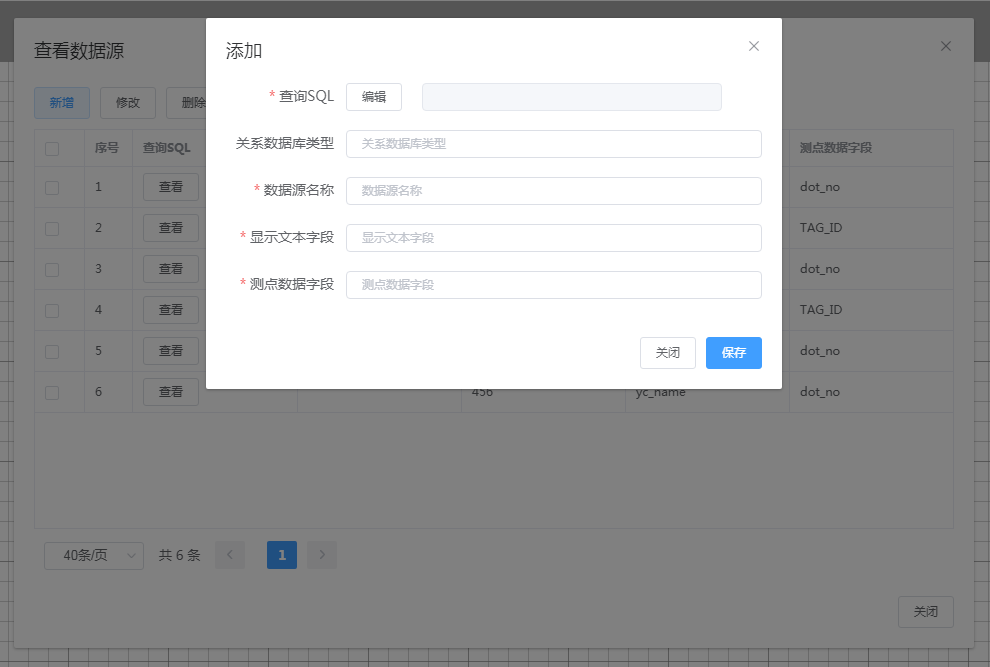 查看数据源
添加
新增
修改
删除
* 查询SQL
编辑
关系数据库类型
关系数据库类型
* 数据源名称
数据源名称
* 显示文本字段
显示文本字段
* 测点数据字段
测点数据字段
关闭
保存
序号
查询SQL
测点数据字段
1
查看
dot_no
2
查看
TAG_ID
3
查看
dot_no
4
查看
TAG_ID
5
查看
dot_no
6
查看
456
yc_name
dot_no
40条/页
共 6 条
1
关闭